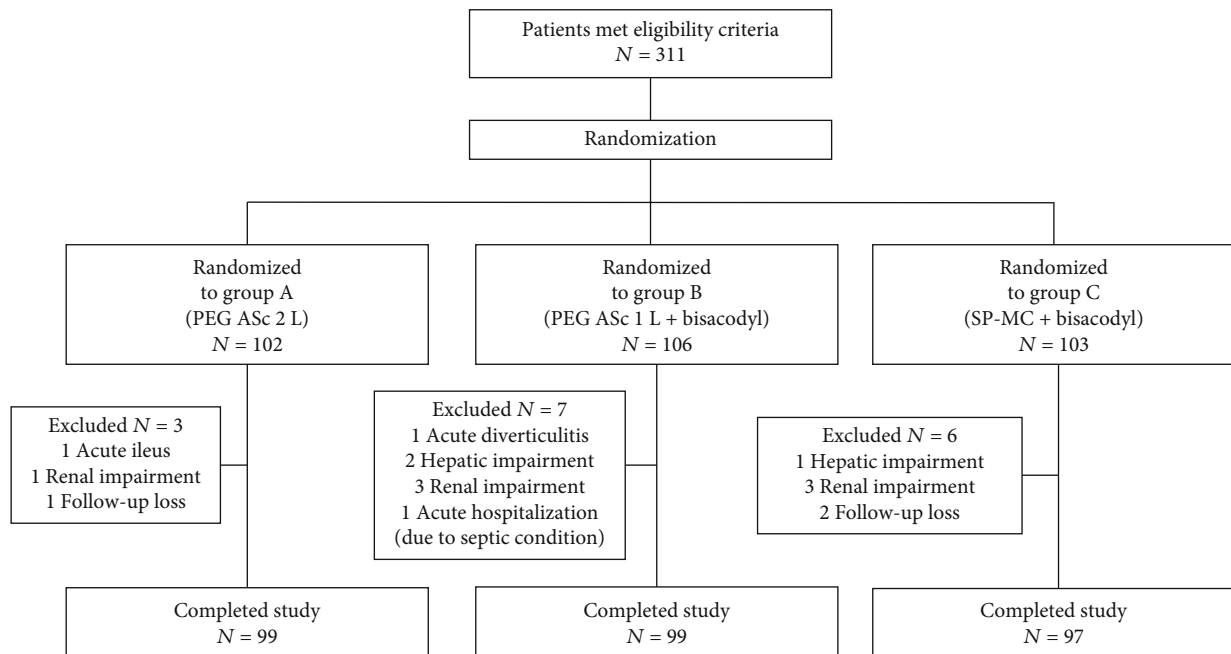 Patients met eligibility criteria
N = 311
Randomization
Randomized
to group A
(PEG ASc 2 L)
N = 102
Randomized
to group B
(PEG ASc 1 L + bisacodyl)
N = 106
Randomized
to group C
(SP-MC + bisacodyl)
N = 103
Excluded N = 3
1 Acute ileus
1 Renal impairment
1 Follow-up loss
Excluded N = 7
1 Acute diverticulitis
2 Hepatic impairment
3 Renal impairment
1 Acute hospitalization
(due to septic condition)
Excluded N = 6
1 Hepatic impairment
3 Renal impairment
2 Follow-up loss
Completed study
N = 99
Completed study
N = 99
Completed study
N = 97